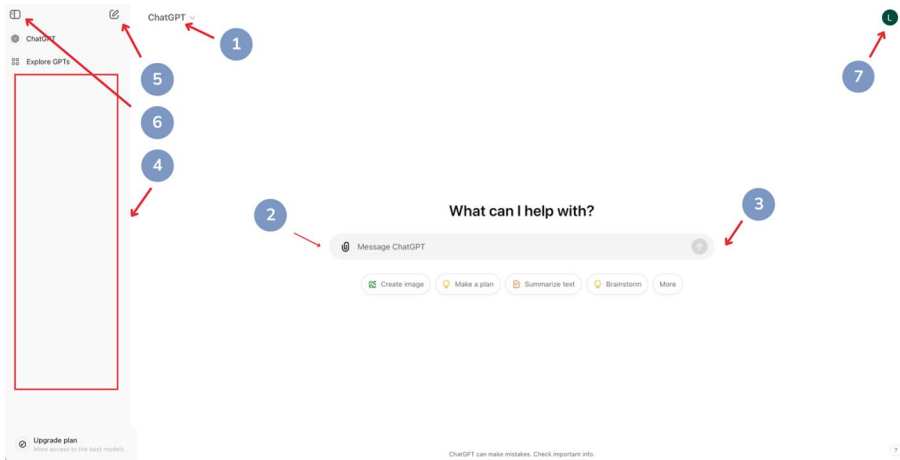 ChatGPT
1
L
ChatGPT
Explore GPTs
5
7
6
4
What can I help with?
2
3
Message ChatGPT
Create image
Make a plan
Summarize text
Brainstorm
More
Upgrade plan
More access to the best models
ChatGPT can make mistakes. Check important info.
?